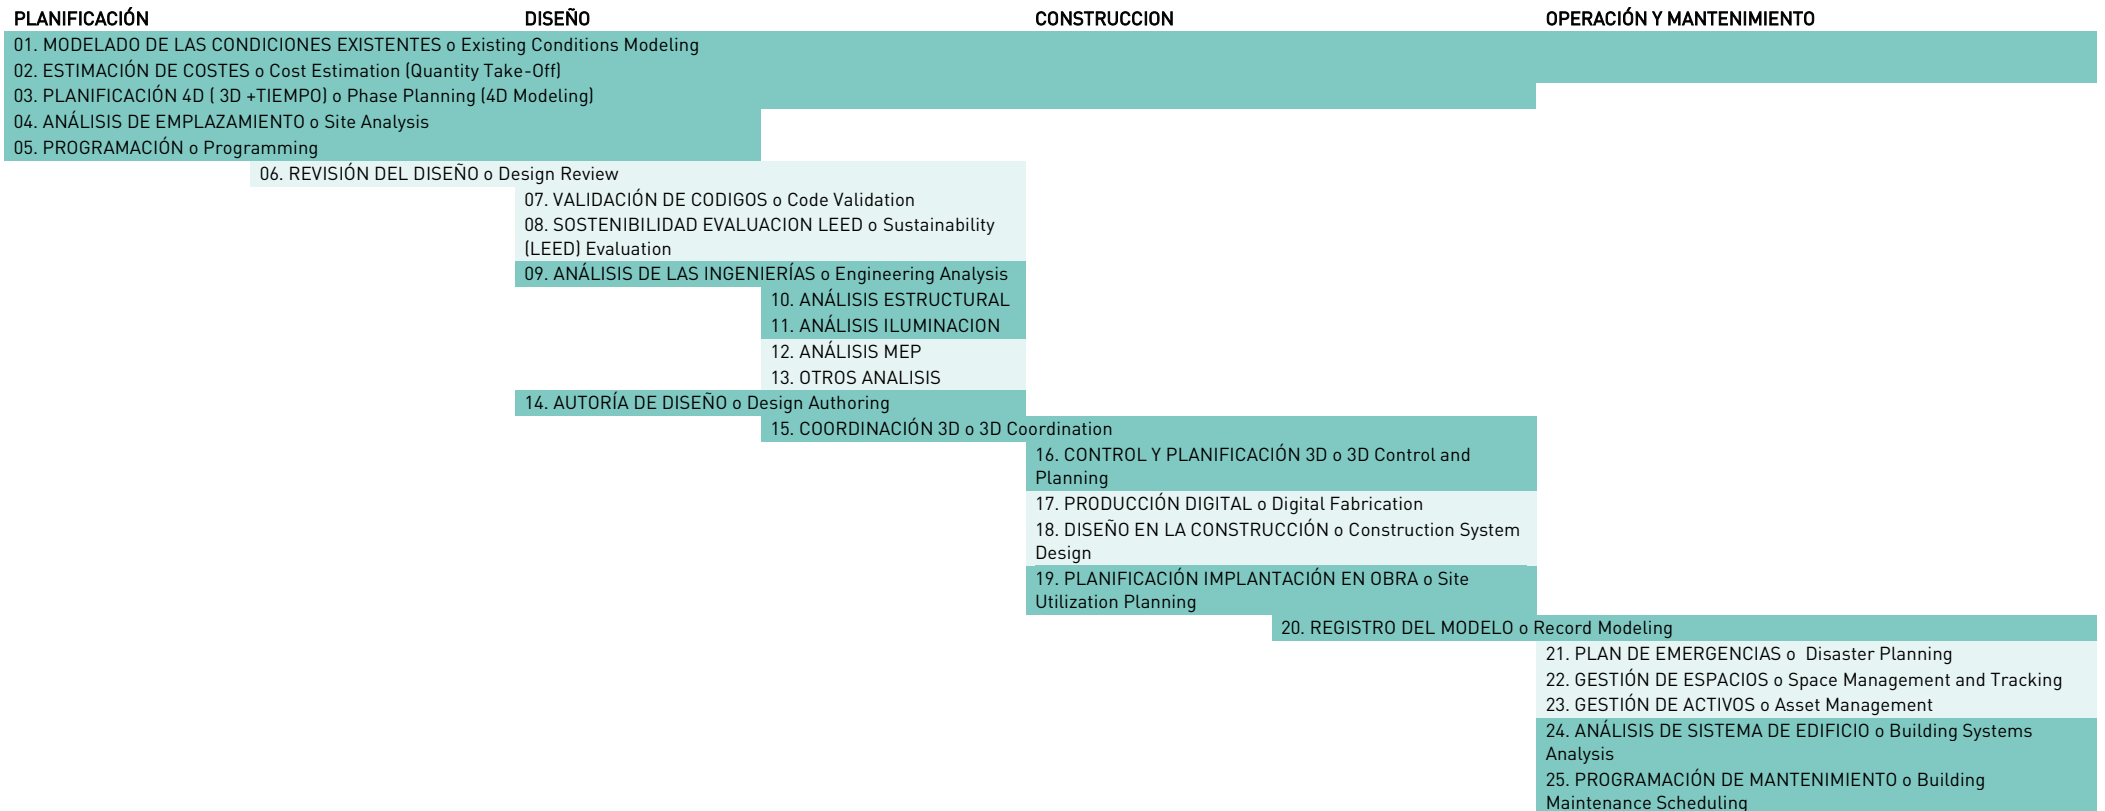 PLANIFICACIÓN DISEÑO CONSTRUCCION OPERACIÓN Y MANTENIMIENTO
01. MODELADO DE LAS CONDICIONES EXISTENTES o Existing Conditions Modeling
02. ESTIMACIÓN DE COSTES o Cost Estimation (Quantity Take-Off)
03. PLANIFICACIÓN 4D ( 3D +TIEMPO) o Phase Planning (4D Modeling)
04. ANÁLISIS DE EMPLAZAMIENTO o Site Analysis
05. PROGRAMACIÓN o Programming
06. REVISIÓN DEL DISEÑO o Design Review
07. VALIDACIÓN DE CODIGOS o Code Validation
08. SOSTENIBILIDAD EVALUACION LEED o Sustainability
(LEED) Evaluation
09. ANÁLISIS DE LAS INGENIERÍAS o Engineering Analysis
10. ANÁLISIS ESTRUCTURAL
11. ANÁLISIS ILUMINACION
12. ANÁLISIS MEP
13. OTROS ANALISIS
14. AUTORÍA DE DISEÑO o Design Authoring
15. COORDINACIÓN 3D o 3D Coordination
16. CONTROL Y PLANIFICACIÓN 3D o 3D Control and
Planning
17. PRODUCCIÓN DIGITAL o Digital Fabrication
18. DISEÑO EN LA CONSTRUCCIÓN o Construction System
Design
19. PLANIFICACIÓN IMPLANTACIÓN EN OBRA o Site
Utilization Planning
20. REGISTRO DEL MODELO o Record Modeling
21. PLAN DE EMERGENCIAS o  Disaster Planning
22. GESTIÓN DE ESPACIOS o Space Management and Tracking
23. GESTIÓN DE ACTIVOS o Asset Management
24. ANÁLISIS DE SISTEMA DE EDIFICIO o Building Systems
Analysis
25. PROGRAMACIÓN DE MANTENIMIENTO o Building
Maintenance Scheduling